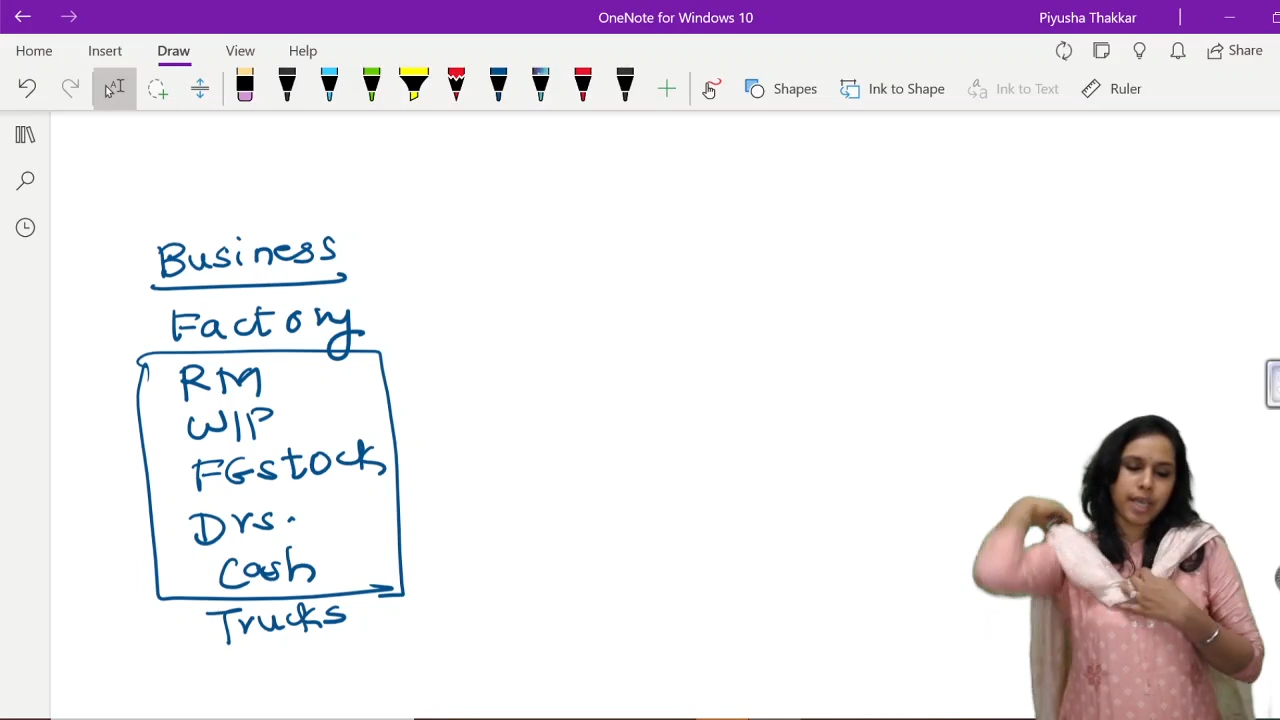 OneNote for Windows 10
Piyusha Thakkar
Home Insert Draw View Help
Share
Shapes
Ink to Shape
Ink to Text
Ruler
Business
Factory
RM
WIP
FG stock
Drs.
Cash
Trucks